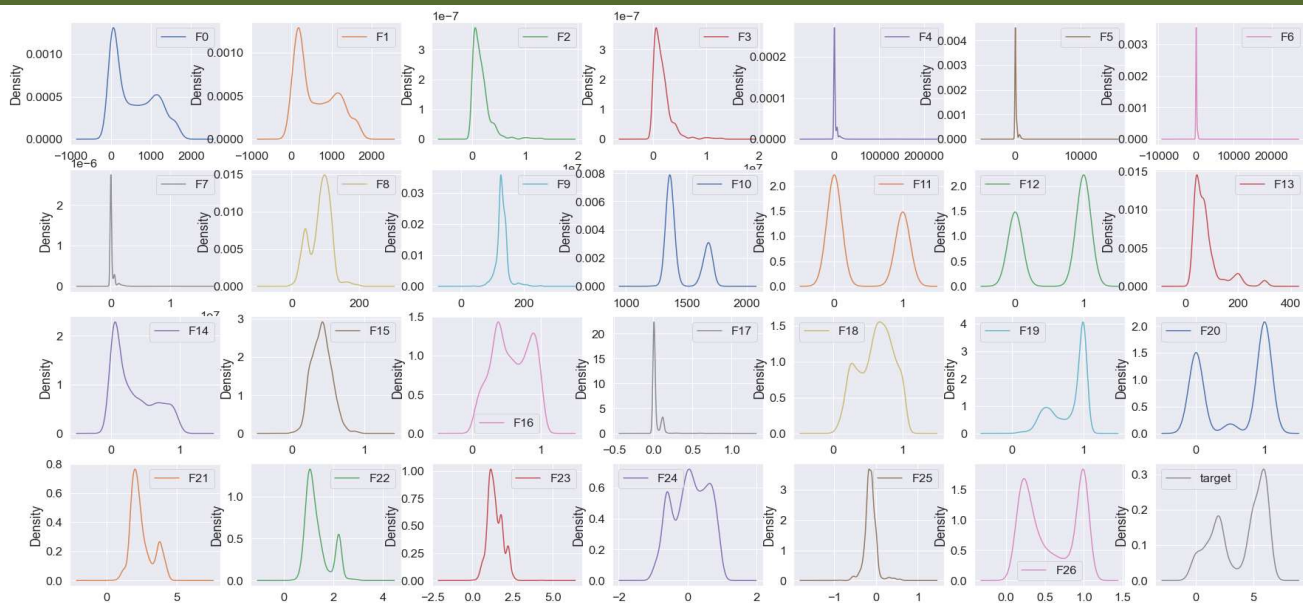 1e−7
1e−7
F0
F1
F2
F3
F4
F5
F6
Density
Density
Density
Density
Density
Density
Density
0.0010
0.0005
0.0000
0.0010
0.0005
0.0000
3
2
1
0
3
2
1
0
0.0002
0.0001
0.0000
0.004
0.003
0.002
0.001
0.000
0.003
0.002
0.001
0.000
−1000 0 1000 2000
−1000 0 1000 2000
0 1 2
0 1 2
0 100000 200000
0 10000
−10000 0 10000 20000
1e−6
1e7
1e7
F7
F8
F9
F10
F11
F12
F13
Density
Density
Density
Density
Density
Density
Density
2
1
0
0.015
0.010
0.005
0.000
0.03
0.02
0.01
0.00
0.008
0.006
0.004
0.002
0.000
2.0
1.5
1.0
0.5
0.0
2.0
1.5
1.0
0.5
0.0
0.015
0.010
0.005
0.000
0 1
0 200
0 200
1000 1500 2000
0 1
0 1
0 200 400
1e7
F14
F15
F16
F17
F18
F19
F20
Density
Density
Density
Density
Density
Density
Density
2
1
0
3
2
1
0
1.5
1.0
0.5
0.0
20
15
10
5
0
1.5
1.0
0.5
0.0
4
3
2
1
0
2.0
1.5
1.0
0.5
0.0
0 1
0 1
0 1
−0.5 0.0 0.5 1.0
0 1
0 1
0 1
F21
F22
F23
F24
F25
F26
target
Density
Density
Density
Density
Density
Density
Density
0.8
0.6
0.4
0.2
0.0
1.0
0.5
0.0
1.00
0.75
0.50
0.25
0.00
0.6
0.4
0.2
0.0
3
2
1
0
1.5
1.0
0.5
0.0
0.3
0.2
0.1
0.0
0 5
0 2 4
−2.5 0.0 2.5 5.0
−2 0 2
−1 0 1
0.0 0.5 1.0 1.5
0 5